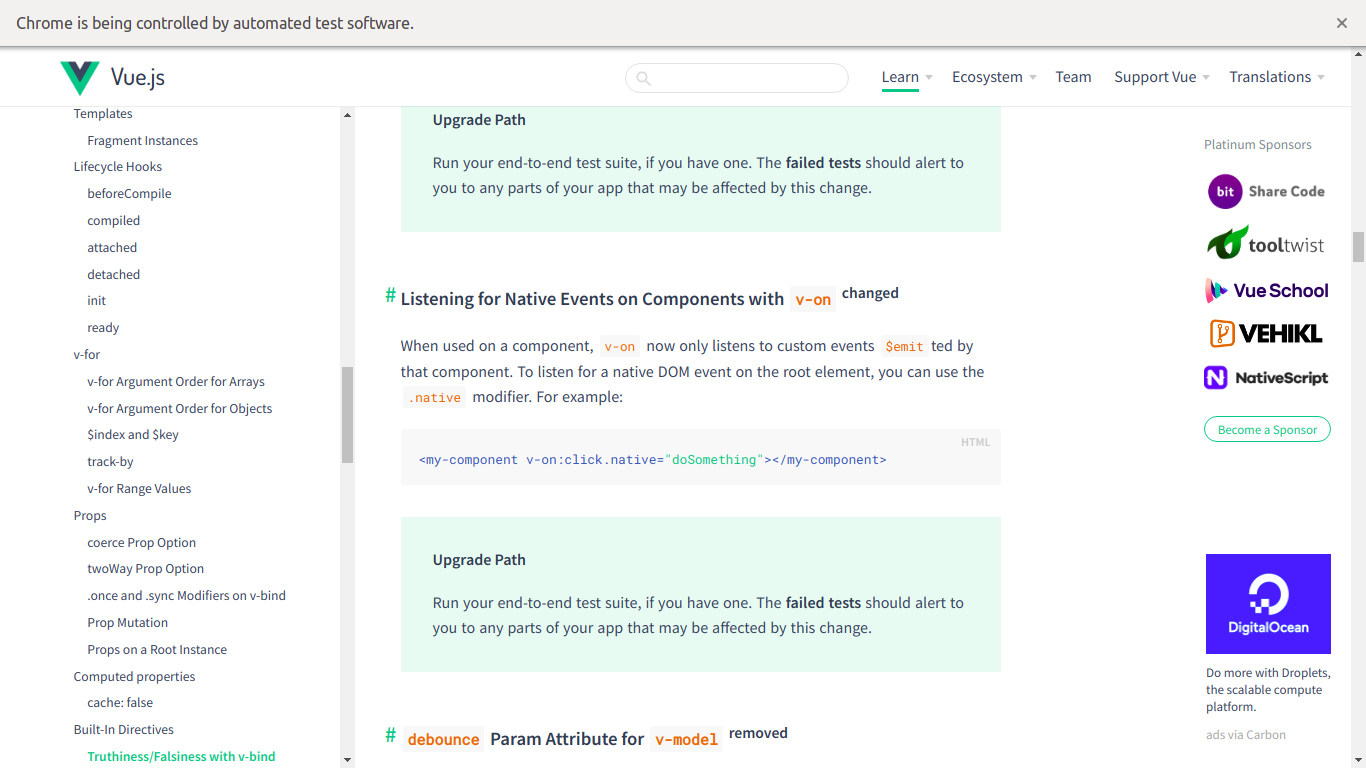 Chrome is being controlled by automated test software.
Vue.js
Learn
Ecosystem
Team
Support Vue
Translations
Templates
Fragment Instances
Lifecycle Hooks
beforeCompile
compiled
attached
detached
init
ready
v-for
v-for Argument Order for Arrays
v-for Argument Order for Objects
$index and $key
track-by
v-for Range Values
Props
coerce Prop Option
twoWay Prop Option
.once and .sync Modifiers on v-bind
Prop Mutation
Props on a Root Instance
Computed properties
cache: false
Built-In Directives
Truthiness/Falsiness with v-bind
Upgrade Path
Run your end-to-end test suite, if you have one. The failed tests should alert to
you to any parts of your app that may be affected by this change.
# Listening for Native Events on Components with v-on changed
When used on a component, v-on now only listens to custom events $emitted by
that component. To listen for a native DOM event on the root element, you can use the
.native modifier. For example:
HTML
<my-component v-on:click.native="doSomething"></my-component>
Upgrade Path
Run your end-to-end test suite, if you have one. The failed tests should alert to
you to any parts of your app that may be affected by this change.
# debounce Param Attribute for v-model removed
Platinum Sponsors
bit Share Code
tooltwist
Vue School
VEHIKL
NativeScript
Become a Sponsor
DigitalOcean
Do more with Droplets,
the scalable compute
platform.
ads via Carbon